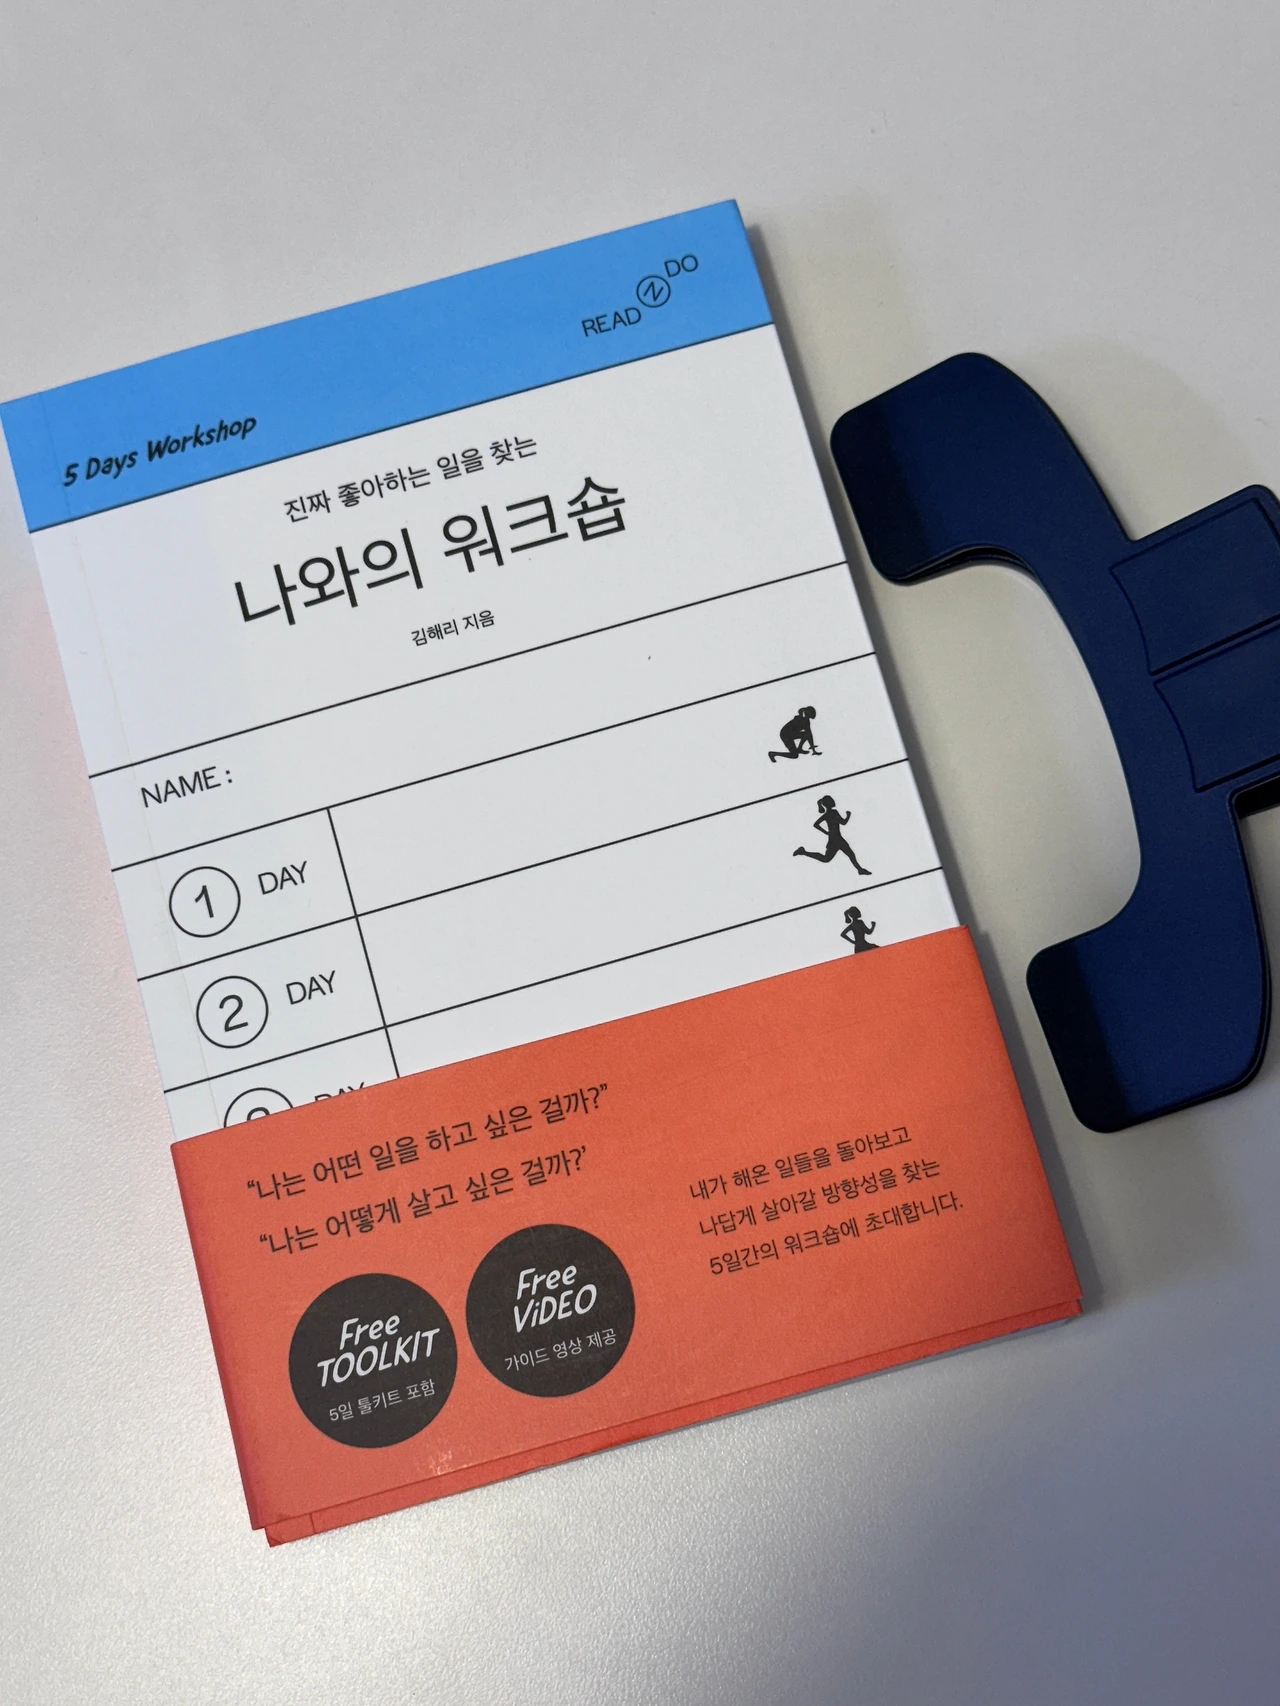 READ N DO
5 Days Workshop
진짜 좋아하는 일을 찾는
나와의 워크숍
김해리 지음
NAME :
1 DAY
2 DAY
DAY
“나는 어떤 일을 하고 싶은 걸까?”
“나는 어떻게 살고 싶은 걸까?’
내가 해온 일들을 돌아보고
나답게 살아갈 방향성을 찾는
5일간의 워크숍에 초대합니다.
Free
TOOLKIT
5일 툴키트 포함
Free
ViDEO
가이드 영상 제공